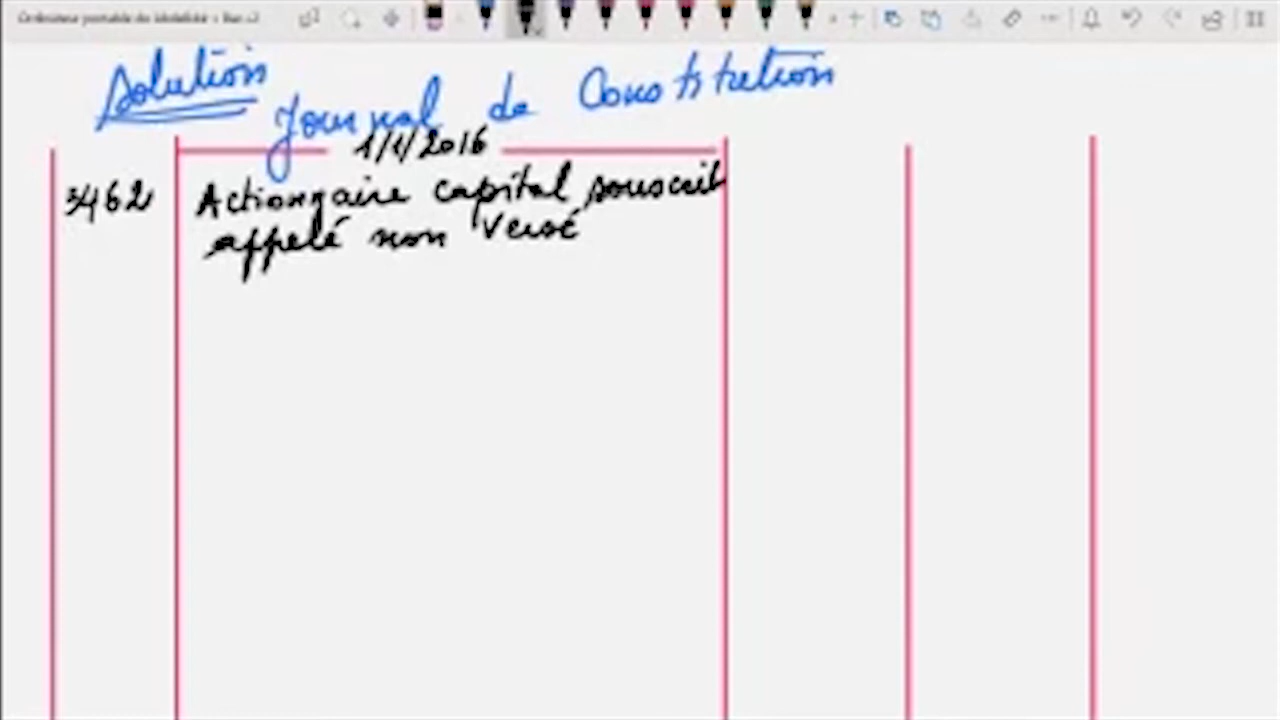 Solution
Journal de Constitution
1/1/2016
3462 Actionnaire capital souscrit
appelé non versé